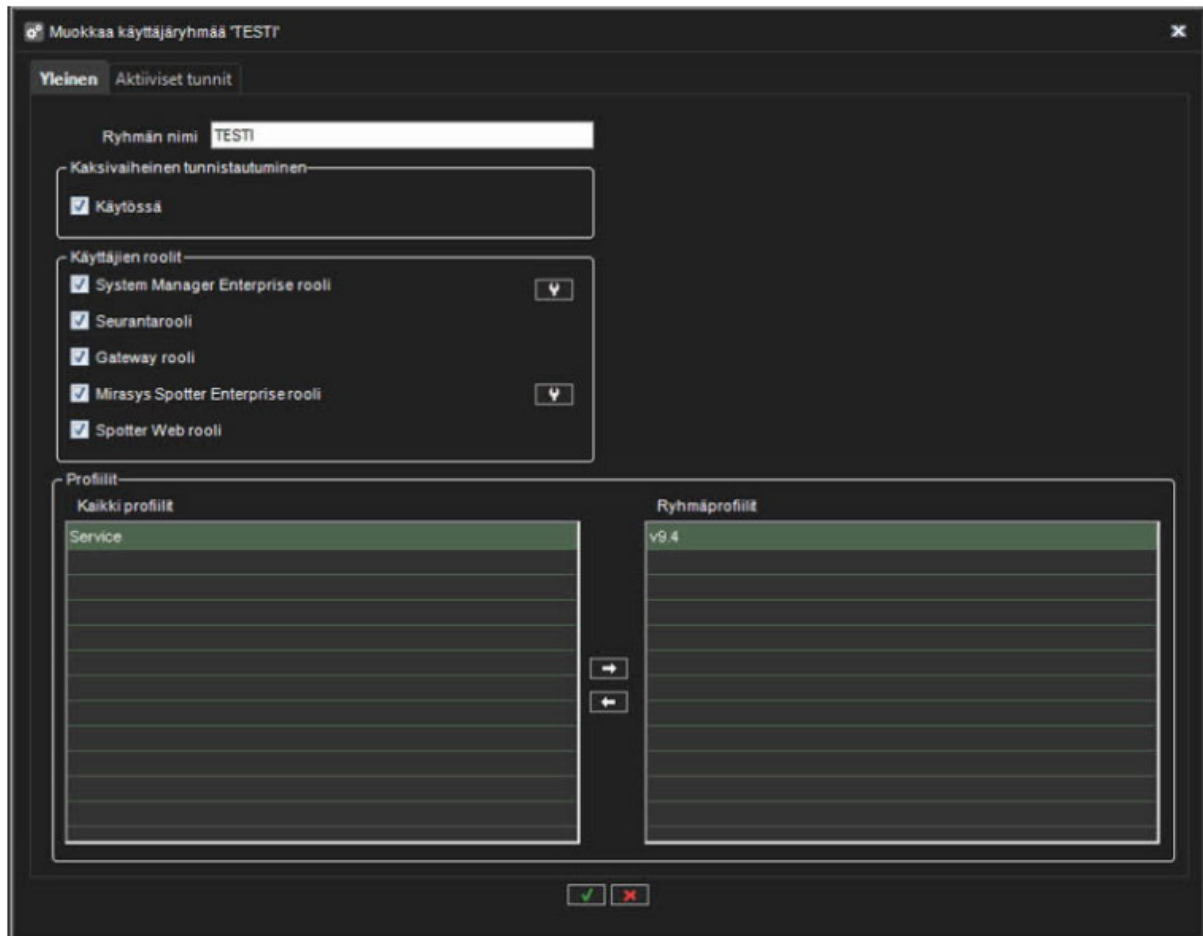 Muokkaa käyttäjäryhmää 'TESTI'
Yleinen Aktiiviset tunnit
Ryhmän nimi TESTI
Kaksivaiheinen tunnistautuminen
Käytössä
Käyttäjien roolit
System Manager Enterprise rooli
Seurantarooli
Gateway rooli
Mirasys Spotter Enterprise rooli
Spotter Web rooli
Profiilit
Kaikki profiilit Ryhmäprofiilit
Service v9.4